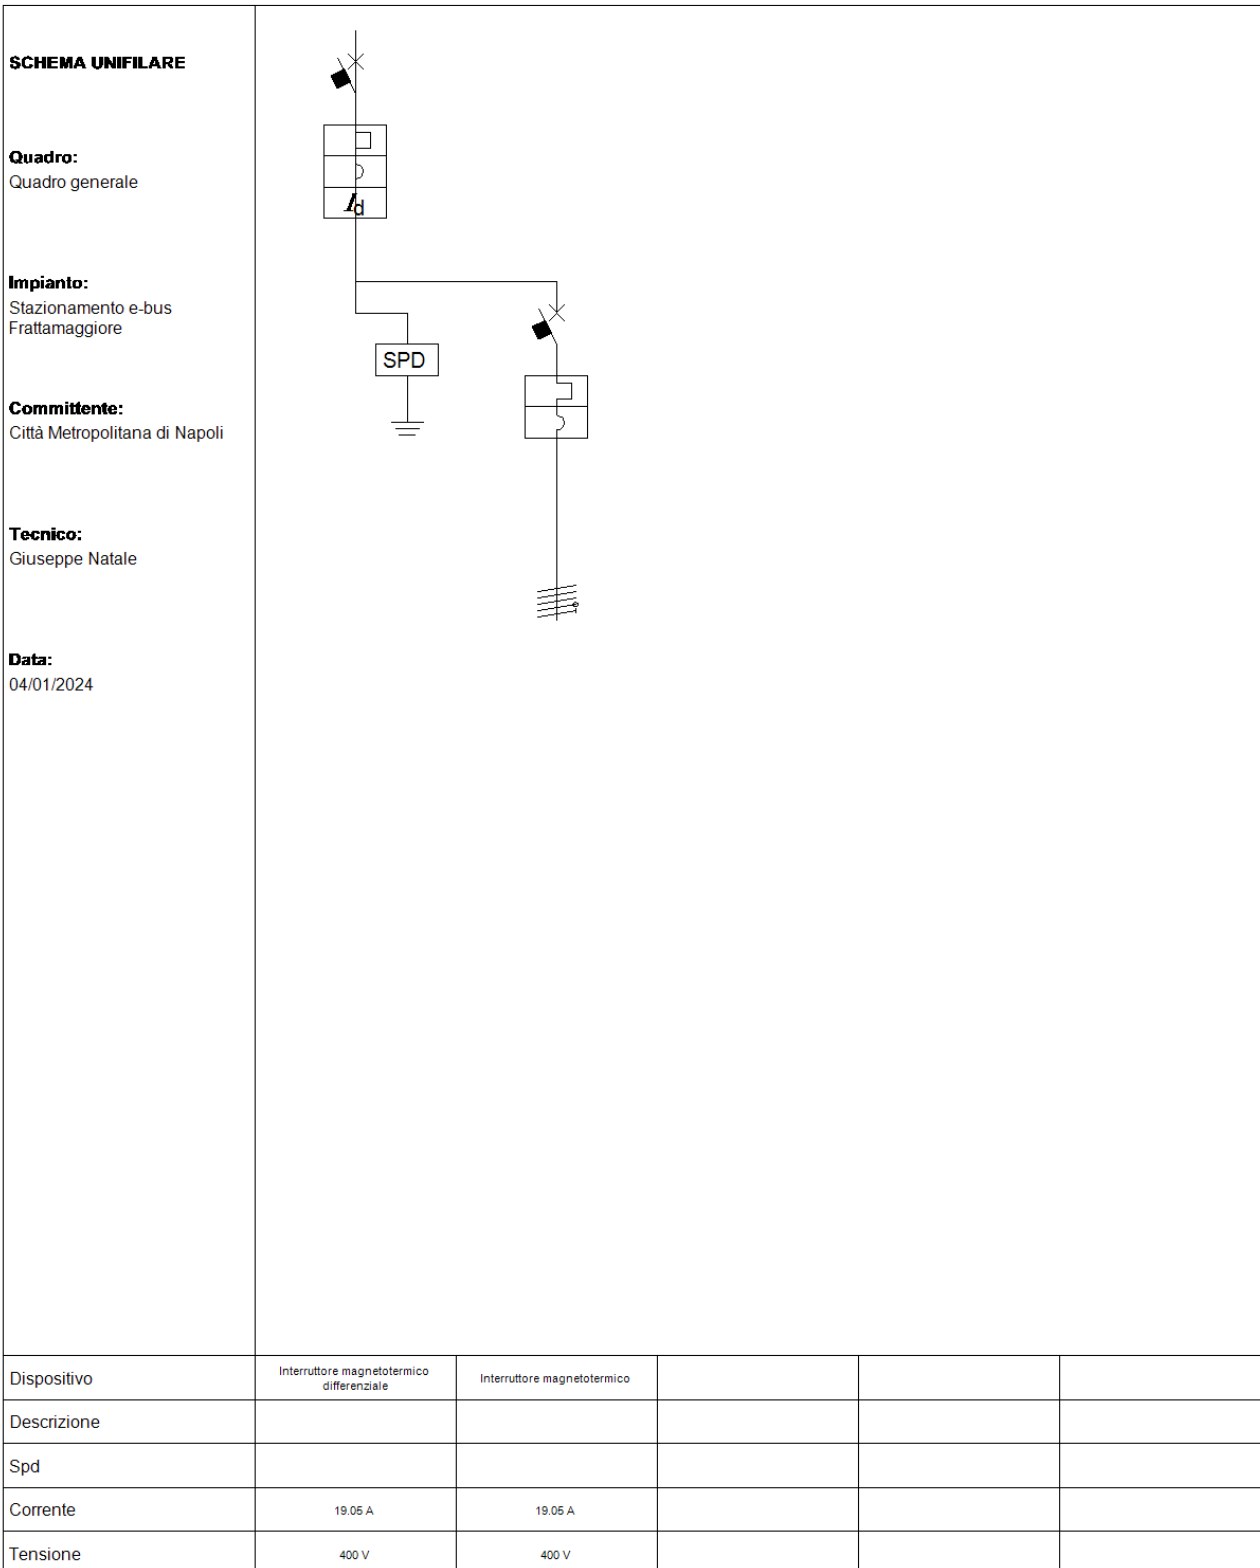 SCHEMA UNIFILARE
Quadro:
Quadro generale
Impianto:
Stazionamento e-bus
Frattamaggiore
Committente:
Città Metropolitana di Napoli
Tecnico:
Giuseppe Natale
Data:
04/01/2024
Id
SPD
Dispositivo
Interruttore magnetotermico
differenziale
Interruttore magnetotermico
Descrizione
Spd
Corrente
19.05 A
19.05 A
Tensione
400 V
400 V